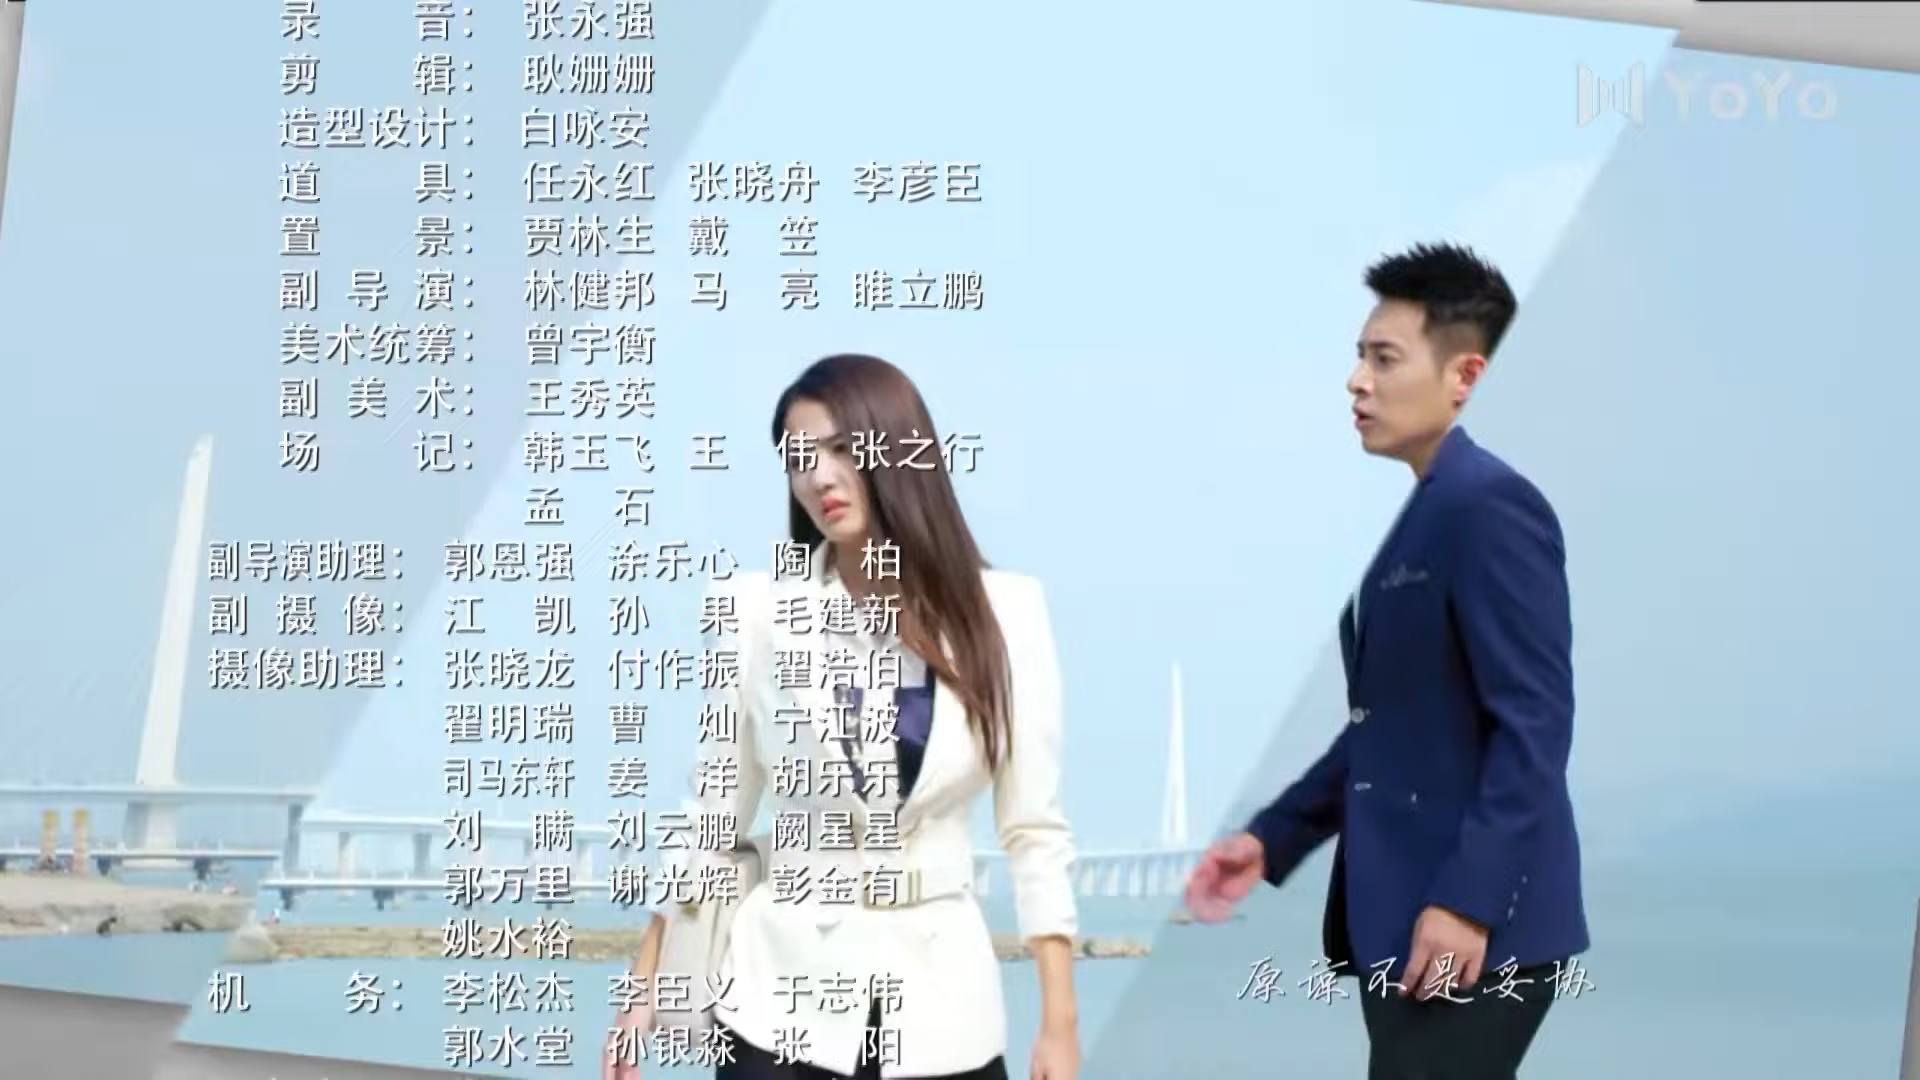 录 音： 张永强
剪 辑： 耿姗姗
造型设计： 白咏安
道 具： 任永红 张晓舟 李彦臣
置 景： 贾林生 戴 笠
副 导 演： 林健邦 马 亮 睢立鹏
美术统筹： 曾宇衡
副 美 术： 王秀英
场 记： 韩玉飞 王 伟 张之行
孟 石
副导演助理： 郭恩强 涂乐心 陶 柏
副 摄 像： 江 凯 孙 果 毛建新
摄像助理： 张晓龙 付作振 翟浩伯
翟明瑞 曹 灿 宁江波
司马东轩 姜 洋 胡乐乐
刘 瞒 刘云鹏 阙星星
郭万里 谢光辉 彭金有
姚水裕
机 务： 李松杰 李臣义 于志伟
郭水堂 孙银淼 张 阳
YoYo
原谅不是妥协